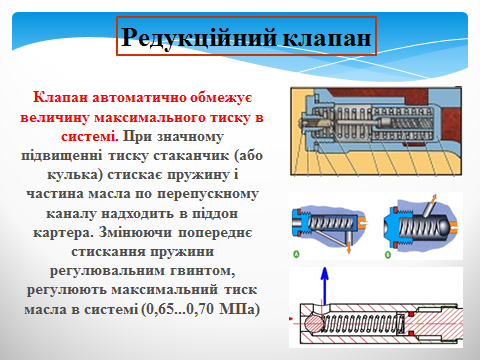 Редукційний клапан
Клапан автоматично обмежує
величину максимального тиску в
системі. При значному
підвищенні тиску стаканчик (або
кулька) стискає пружину і
частина масла по перепускному
каналу надходить в піддон
картера. Змінюючи попереднє
стискання пружини
регулювальним гвинтом,
регулюють максимальний тиск
масла в системі (0,65...0,70 МПа)